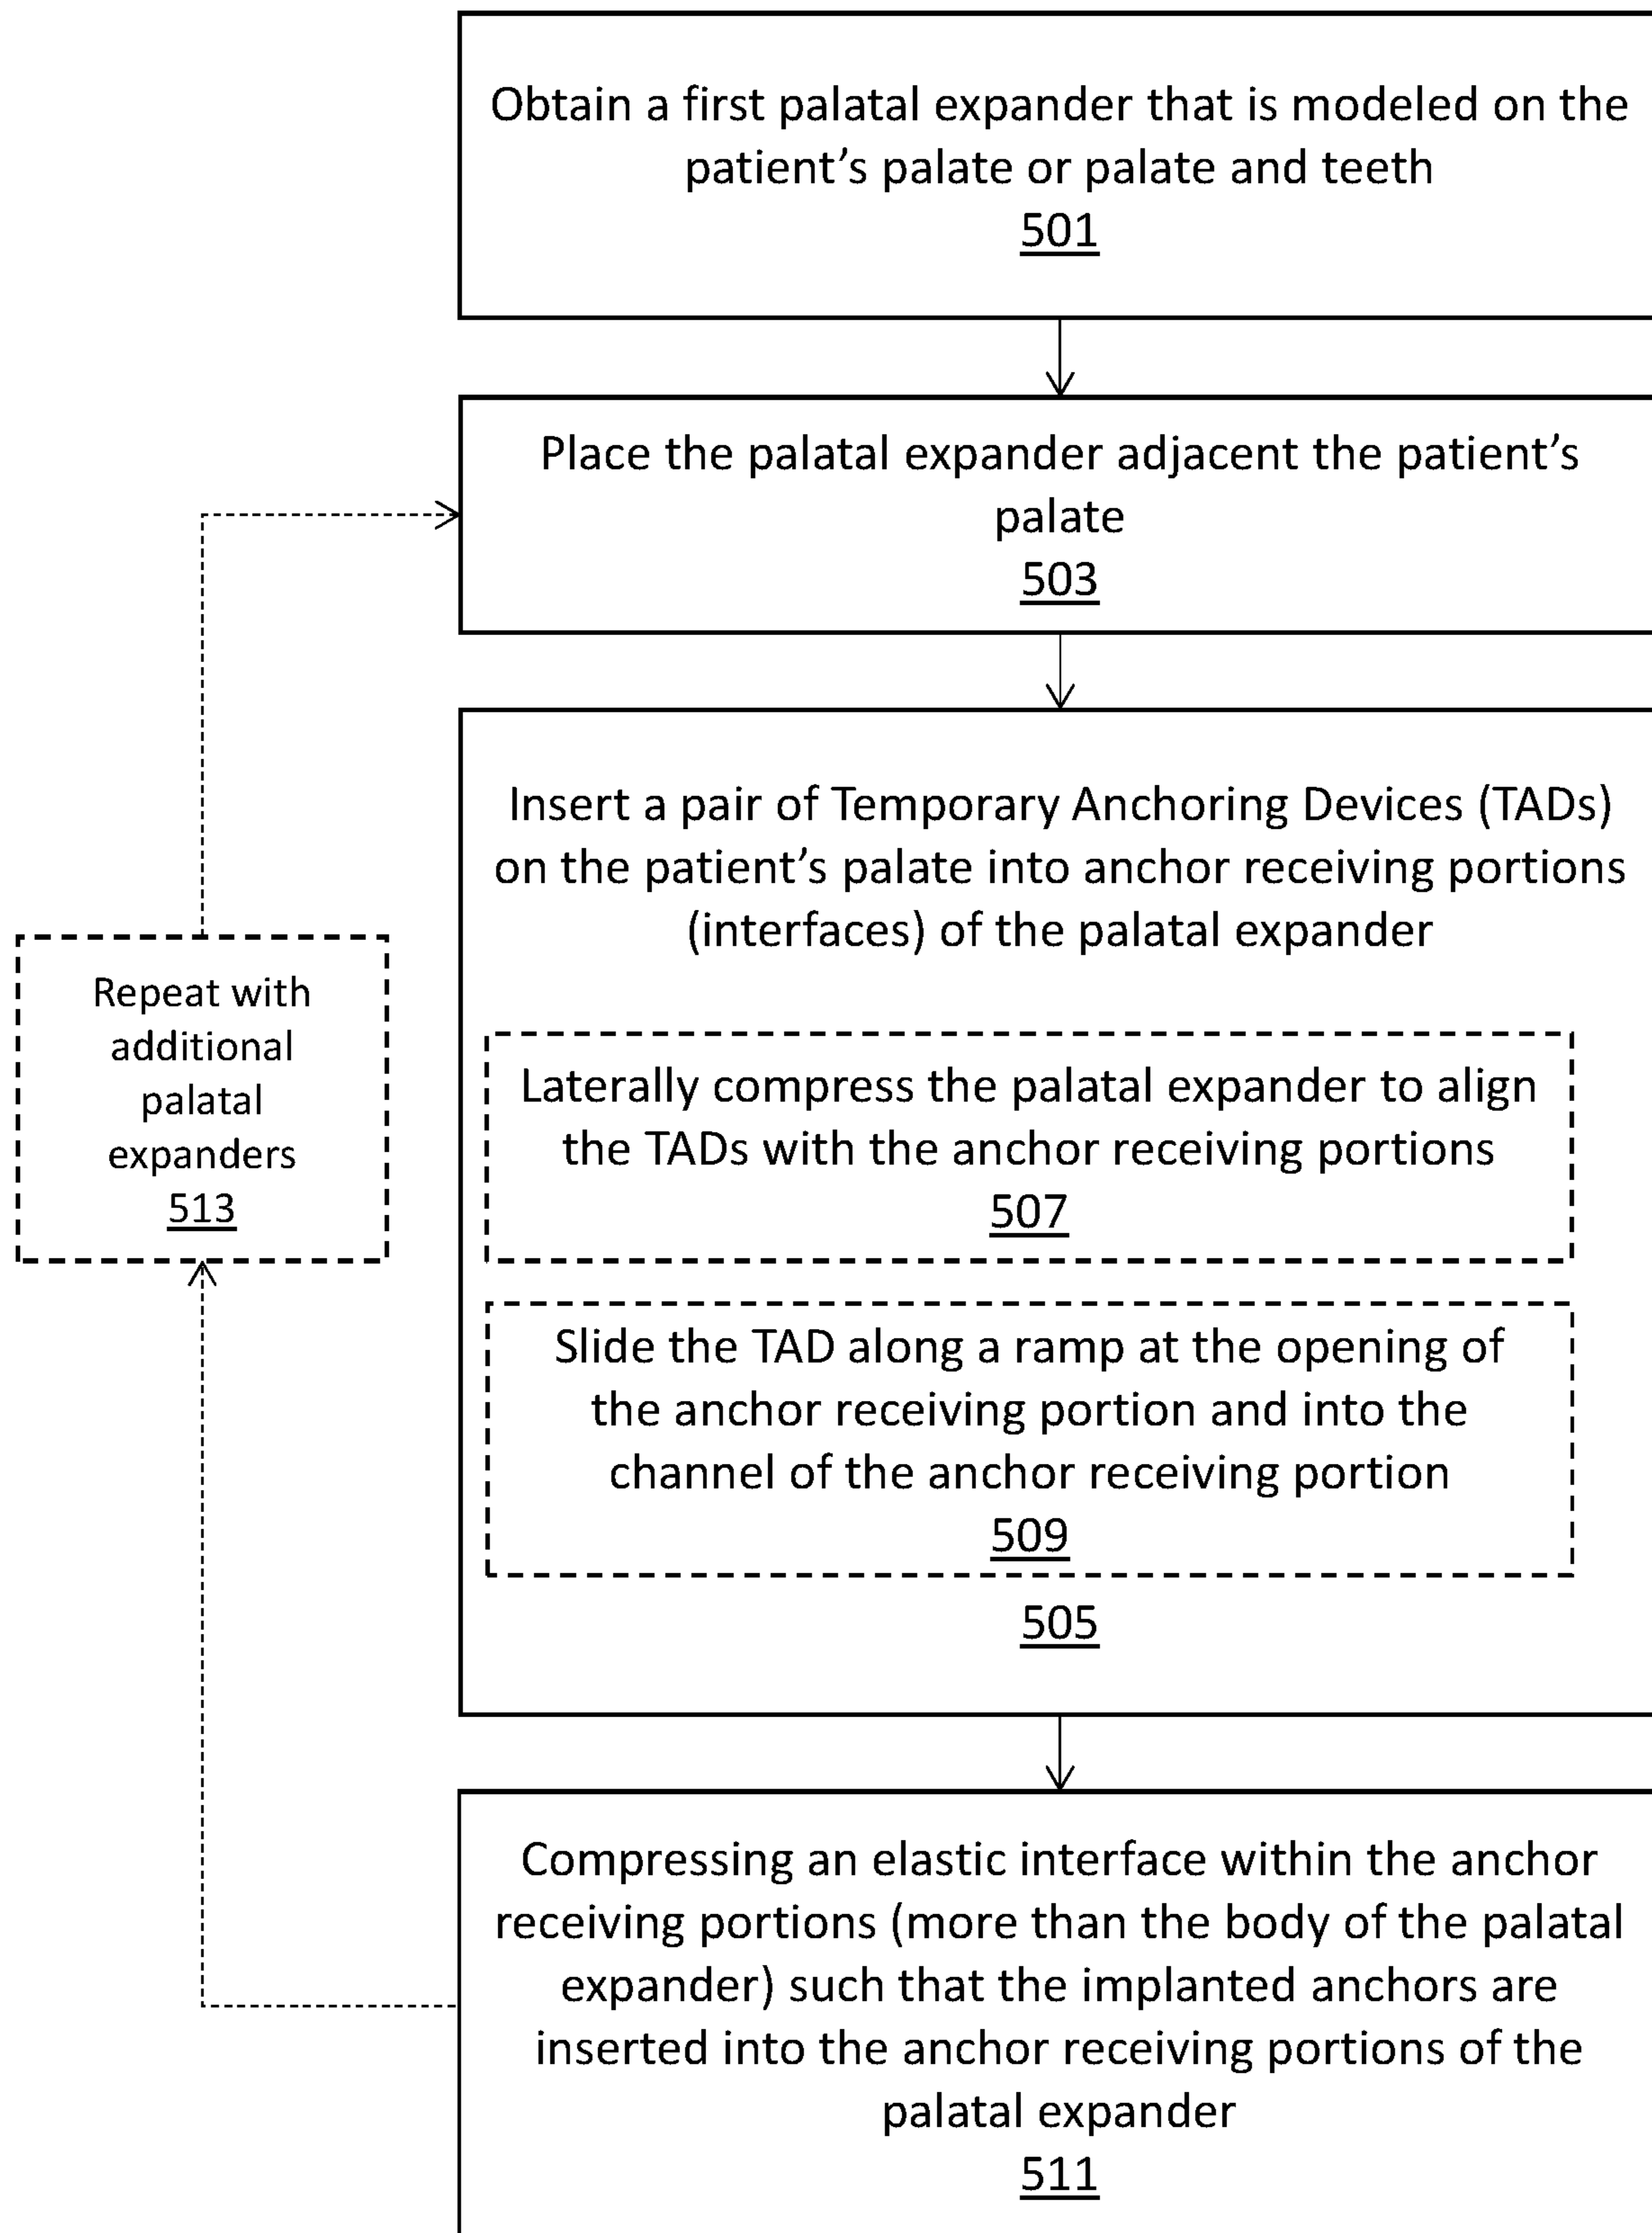 Obtain a first palatal expander that is modeled on the
patient’s palate or palate and teeth
501
Place the palatal expander adjacent the patient’s
palate
503
Insert a pair of Temporary Anchoring Devices (TADs)
on the patient’s palate into anchor receiving portions
(interfaces) of the palatal expander
Laterally compress the palatal expander to align
the TADs with the anchor receiving portions
507
Slide the TAD along a ramp at the opening of
the anchor receiving portion and into the
channel of the anchor receiving portion
509
505
Compressing an elastic interface within the anchor
receiving portions (more than the body of the palatal
expander) such that the implanted anchors are
inserted into the anchor receiving portions of the
palatal expander
511
Repeat with
additional
palatal
expanders
513